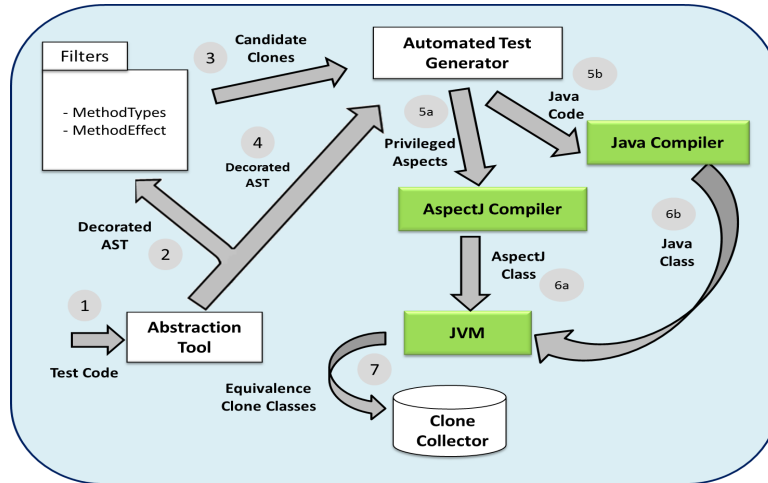 Filters
- MethodTypes
- MethodEffect
3
Candidate
Clones
Automated Test
Generator
5b
Java
Code
5a
Privileged
Aspects
Java Compiler
4
Decorated
AST
AspectJ Compiler
Decorated
AST
2
6b
Java
Class
AspectJ
Class
6a
1
Test Code
Abstraction
Tool
JVM
7
Equivalence
Clone Classes
Clone
Collector